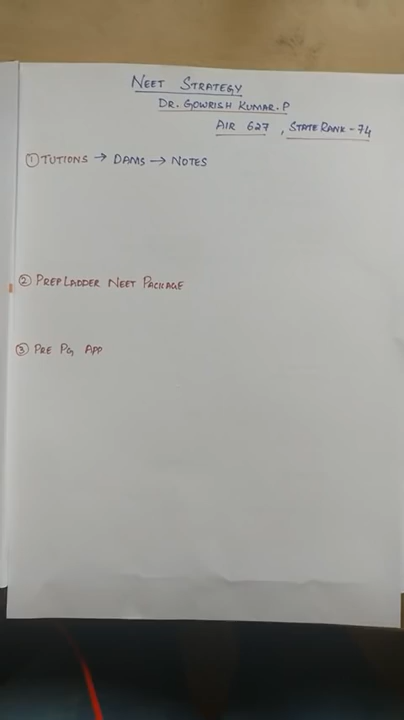 NEET STRATEGY
DR. GOWRISH KUMAR. P
AIR 627 , STATE RANK - 74
① TUTIONS → DAMS → NOTES
② PREPLADDER NEET PACKAGE
③ PRE PG APP